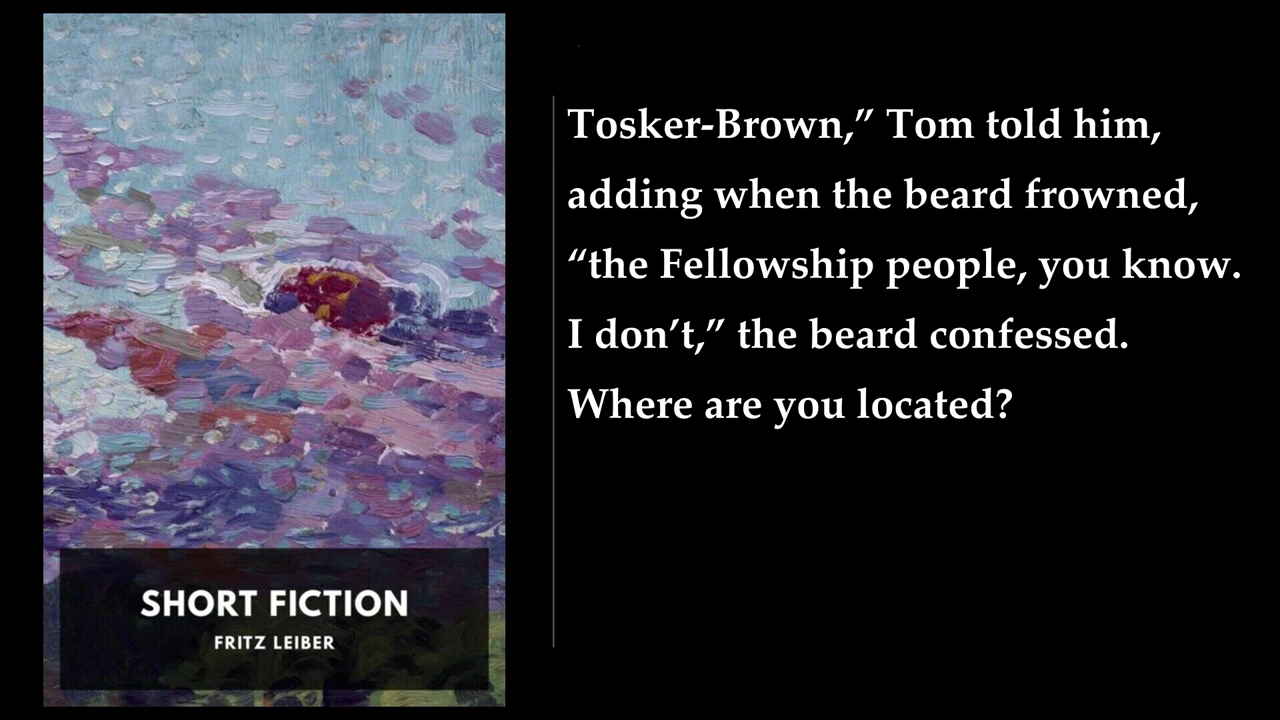 Tosker-Brown,” Tom told him,
adding when the beard frowned,
“the Fellowship people, you know.
I don’t,” the beard confessed.
Where are you located?
SHORT FICTION
FRITZ LEIBER